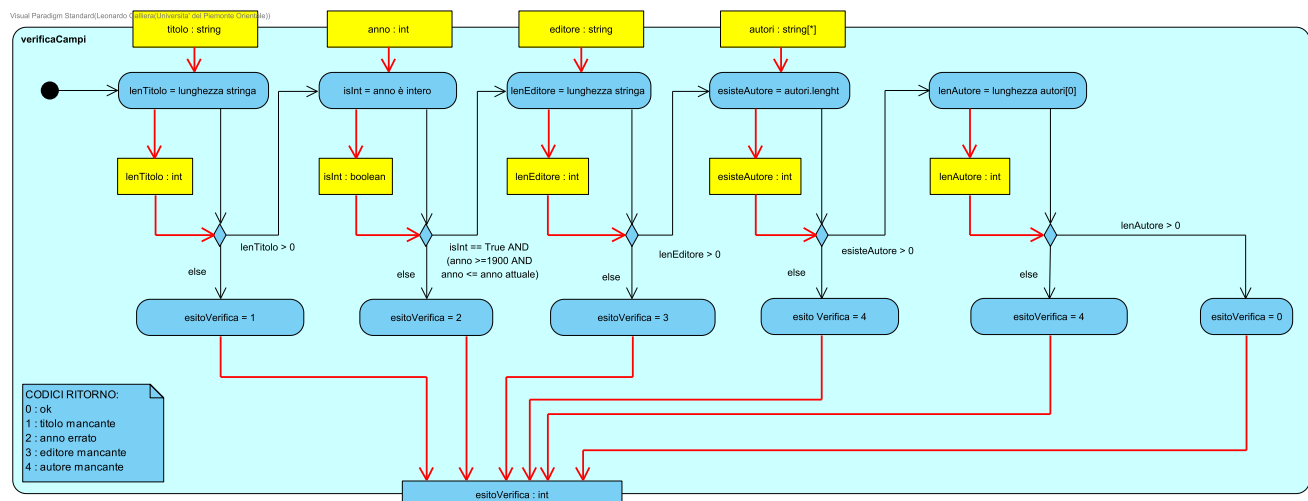 Visual Paradigm Standard(Leonardo Galliera(Universita' del Piemonte Orientale))
titolo : string
anno : int
editore : string
autori : string[*]
verificaCampi
lenTitolo = lunghezza stringa
isInt = anno è intero
lenEditore = lunghezza stringa
esisteAutore = autori.lenght
lenAutore = lunghezza autori[0]
lenTitolo : int
isInt : boolean
lenEditore : int
esisteAutore : int
lenAutore : int
lenTitolo > 0
isInt == True AND
(anno >=1900 AND
anno <= anno attuale)
lenEditore > 0
esisteAutore > 0
lenAutore > 0
else
else
else
else
else
esitoVerifica = 1
esitoVerifica = 2
esitoVerifica = 3
esito Verifica = 4
esitoVerifica = 4
esitoVerifica = 0
CODICI RITORNO:
0 : ok
1 : titolo mancante
2 : anno errato
3 : editore mancante
4 : autore mancante
esitoVerifica : int